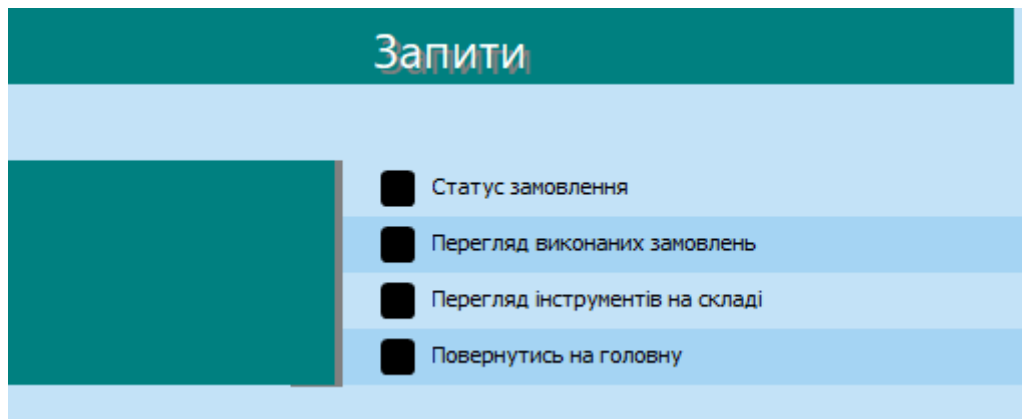 Запити
Статус замовлення
Перегляд виконаних замовлень
Перегляд інструментів на складі
Повернутись на головну